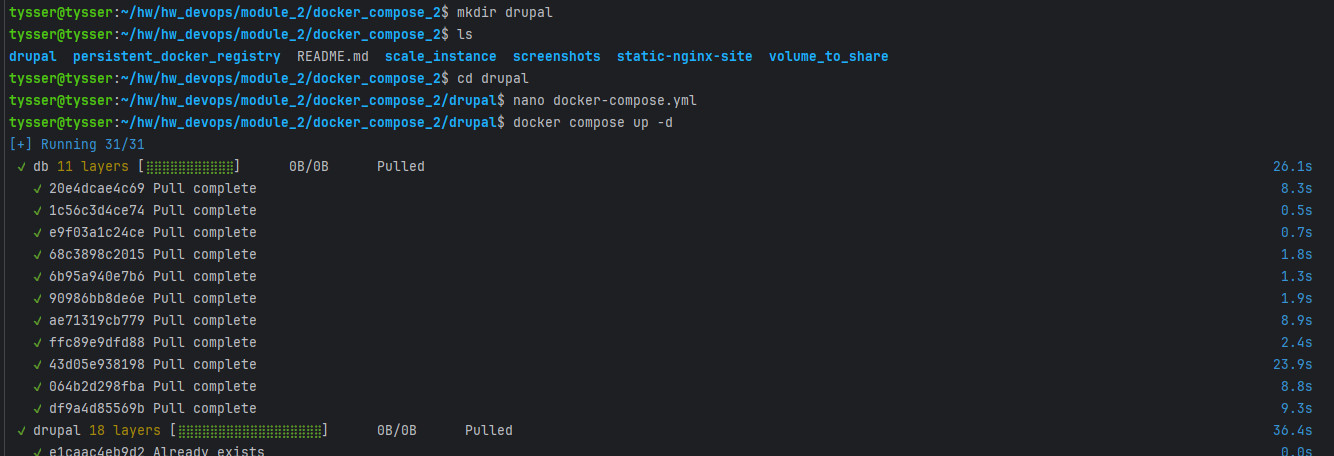 tysser@tysser:~/hw/hw_devops/module_2/docker_compose_2$ mkdir drupal
tysser@tysser:~/hw/hw_devops/module_2/docker_compose_2$ ls
drupal  persistent_docker_registry  README.md  scale_instance  screenshots  static-nginx-site  volume_to_share
tysser@tysser:~/hw/hw_devops/module_2/docker_compose_2$ cd drupal
tysser@tysser:~/hw/hw_devops/module_2/docker_compose_2/drupal$ nano docker-compose.yml
tysser@tysser:~/hw/hw_devops/module_2/docker_compose_2/drupal$ docker compose up -d
[+] Running 31/31
✓ db 11 layers [⣿⣿⣿⣿⣿⣿⣿⣿⣿⣿⣿]      0B/0B      Pulled 26.1s
✓ 20e4dcae4c69 Pull complete 8.3s
✓ 1c56c3d4ce74 Pull complete 0.5s
✓ e9f03a1c24ce Pull complete 0.7s
✓ 68c3898c2015 Pull complete 1.8s
✓ 6b95a940e7b6 Pull complete 1.3s
✓ 90986bb8de6e Pull complete 1.9s
✓ ae71319cb779 Pull complete 8.9s
✓ ffc89e9dfd88 Pull complete 2.4s
✓ 43d05e938198 Pull complete 23.9s
✓ 064b2d298fba Pull complete 8.8s
✓ df9a4d85569b Pull complete 9.3s
✓ drupal 18 layers [⣿⣿⣿⣿⣿⣿⣿⣿⣿⣿⣿⣿⣿⣿⣿⣿⣿⣿]      0B/0B      Pulled 36.4s
✓ e1caac4eb9d2 Already exists 0.0s